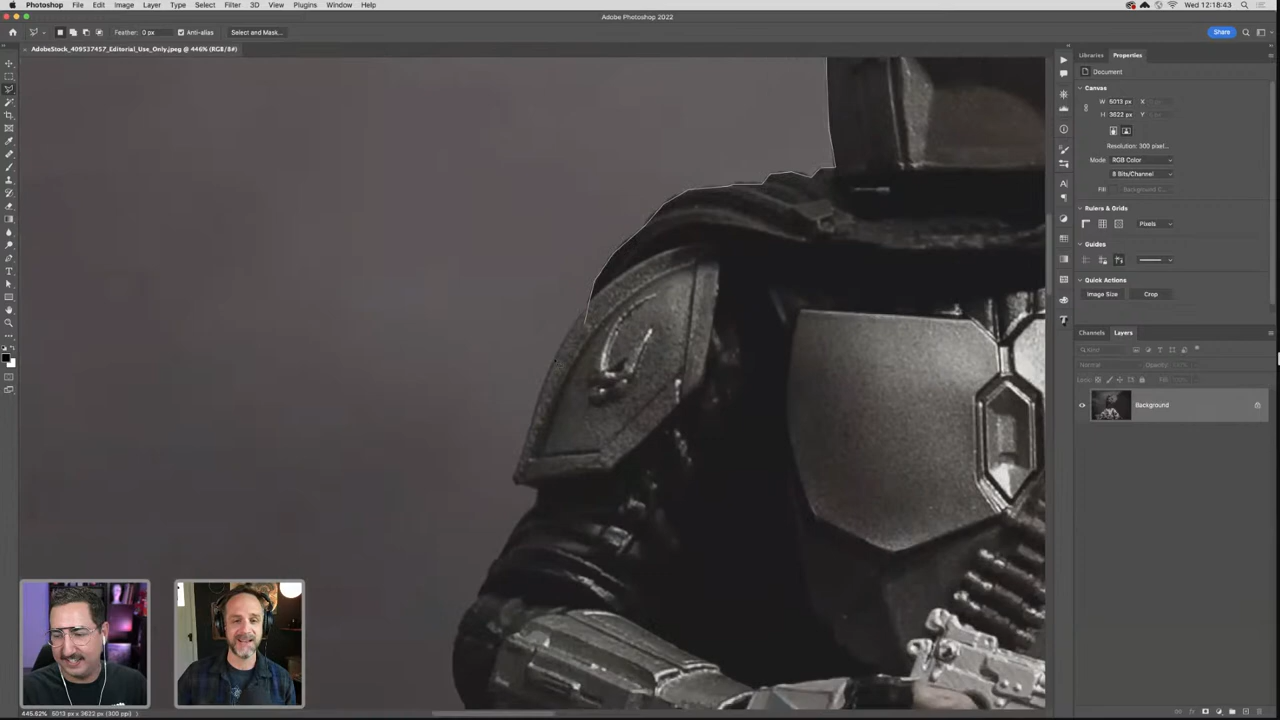 Photoshop File Edit Image Layer Type Select Filter 3D View Plugins Window Help
Wed 12:18:43
Adobe Photoshop 2022
Feather: 0 px Anti-alias Select and Mask... Share
AdobeStock_409537457_Editorial_Use_Only.jpeg @ 446% (RGB/8#)
Libraries Properties
Document
Canvas
W 5013 px X
H 3622 px Y
Resolution: 300 pixel...
Mode RGB Color
8 Bits/Channel
Fill Background C...
Rulers & Grids
Pixels
Guides
Quick Actions
Image Size Crop
Channels Layers
Kind
Normal Opacity: 100%
Lock: Fill:
Background
445.62% 5013 px x 3622 px (300 ppi)